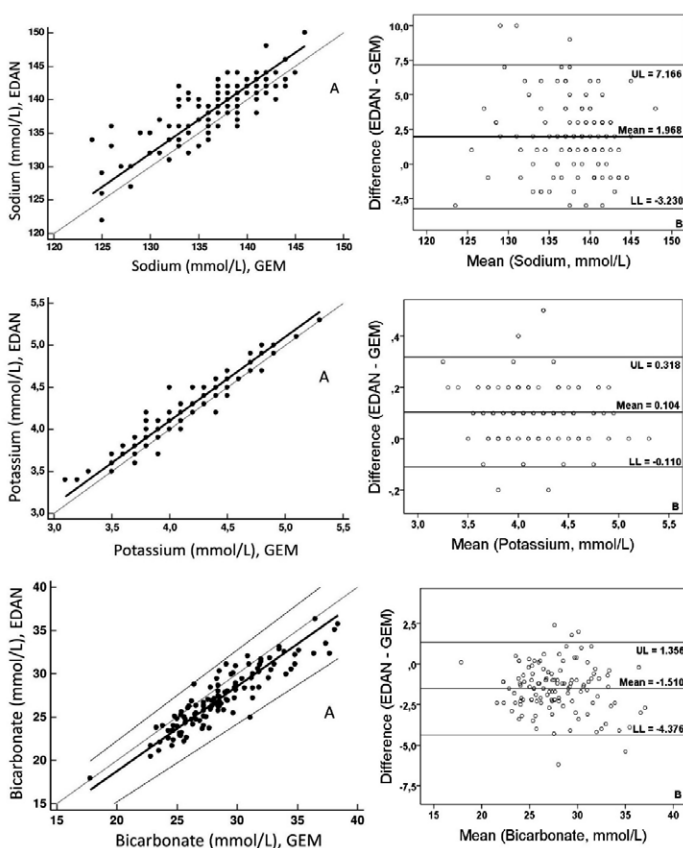 150
145
140
135
130
125
120
Sodium (mmol/L), EDAN
A
120 125 130 135 140 145 150
Sodium (mmol/L), GEM
10,0
7,5
5,0
2,5
,0
-2,5
Difference (EDAN - GEM)
UL = 7.166
Mean = 1.968
LL = -3.230
B
120 125 130 135 140 145 150
Mean (Sodium, mmol/L)
5,5
5,0
4,5
4,0
3,5
3,0
Potassium (mmol/L), EDAN
A
3,0 3,5 4,0 4,5 5,0 5,5
Potassium (mmol/L), GEM
,4
,2
,0
-,2
Difference (EDAN - GEM)
UL = 0.318
Mean = 0.104
LL = -0.110
B
3,0 3,5 4,0 4,5 5,0 5,5
Mean (Potassium, mmol/L)
40
35
30
25
20
15
Bicarbonate (mmol/L), EDAN
A
15 20 25 30 35 40
Bicarbonate (mmol/L), GEM
2,5
,0
-2,5
-5,0
-7,5
Difference (EDAN - GEM)
UL = 1.356
Mean = -1.510
LL = -4.376
B
15 20 25 30 35 40
Mean (Bicarbonate, mmol/L)